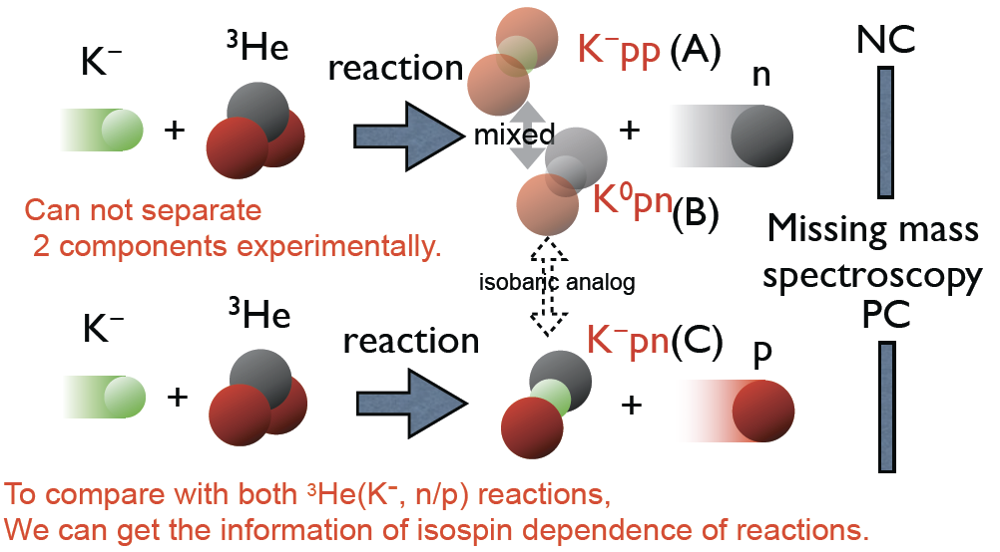 K⁻ + ³He reaction K⁻pp (A) + n NC
mixed
K⁰pn (B)
Can not separate
2 components experimentally.
Missing mass
spectroscopy
isobaric analog
K⁻ + ³He reaction K⁻pn(C) + p PC
To compare with both ³He(K⁻, n/p) reactions,
We can get the information of isospin dependence of reactions.